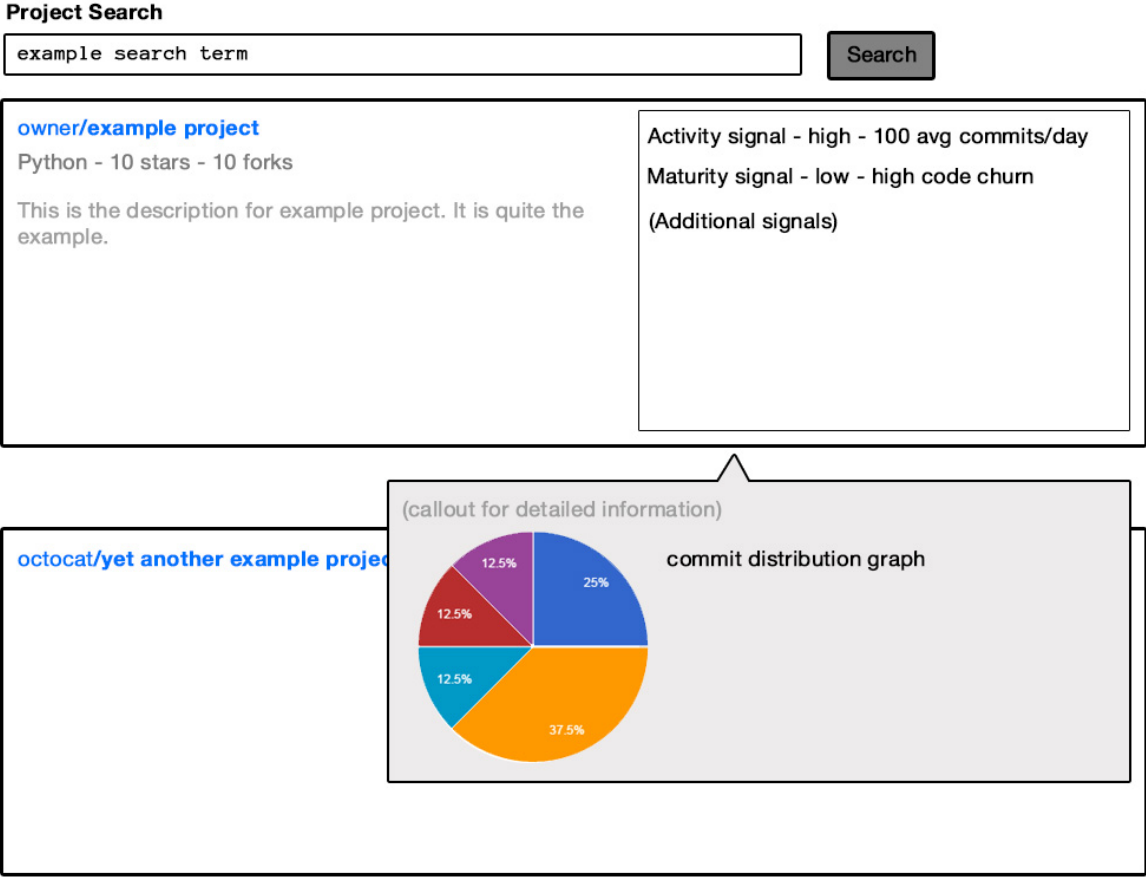 Project Search
example search term
Search
owner/example project
Python - 10 stars - 10 forks
This is the description for example project. It is quite the
example.
Activity signal - high - 100 avg commits/day
Maturity signal - low - high code churn
(Additional signals)
(callout for detailed information)
octocat/yet another example projec
commit distribution graph
12.5%
25%
12.5%
12.5%
37.5%